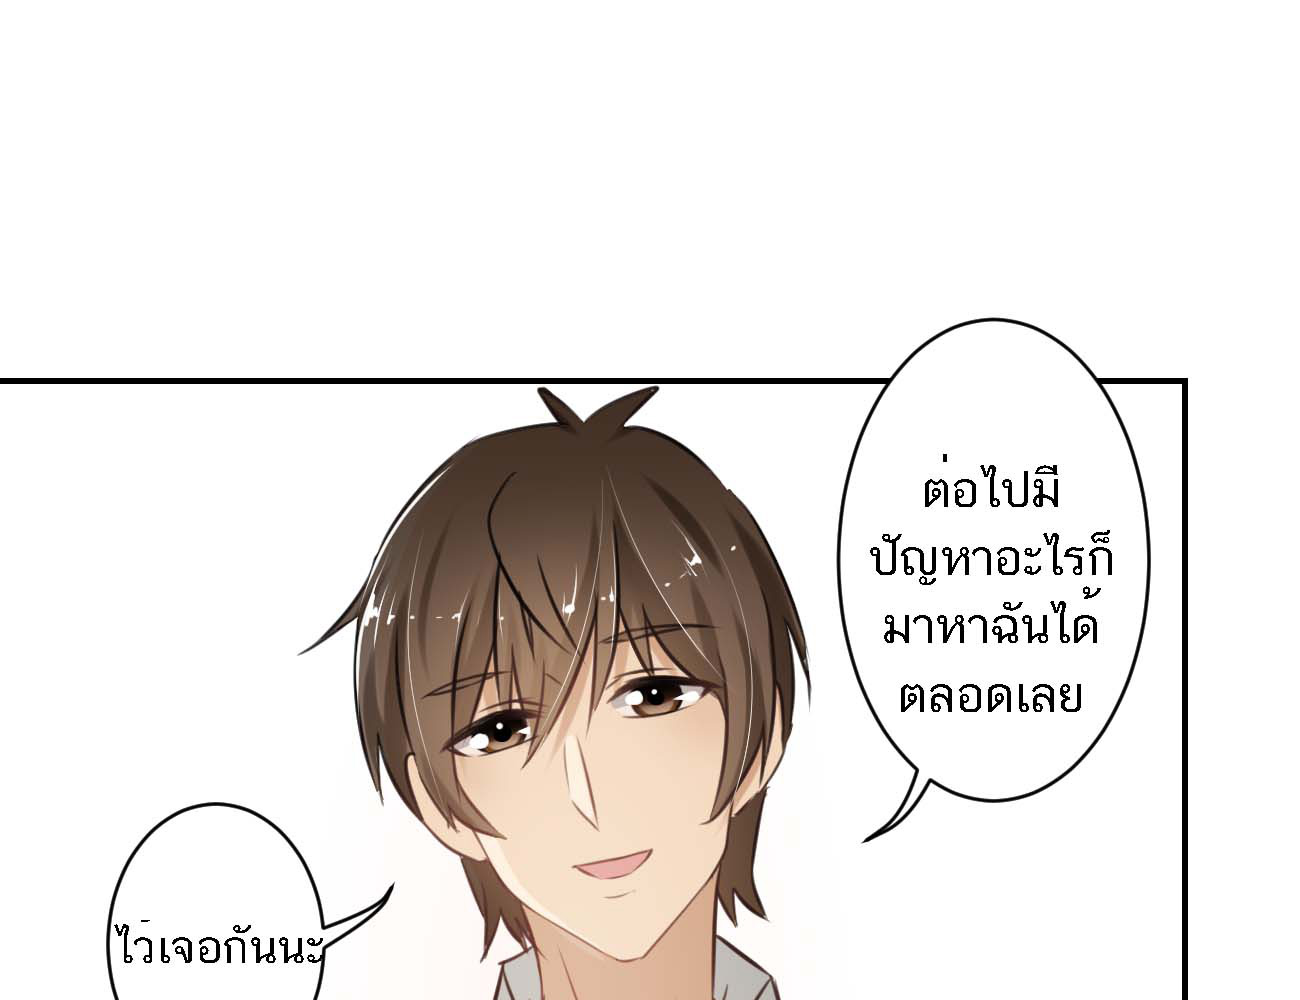 ต่อไปมี
ปัญหาอะไรก็
มาหาฉันได้
ตลอดเลย
ไว้เจอกันนะ